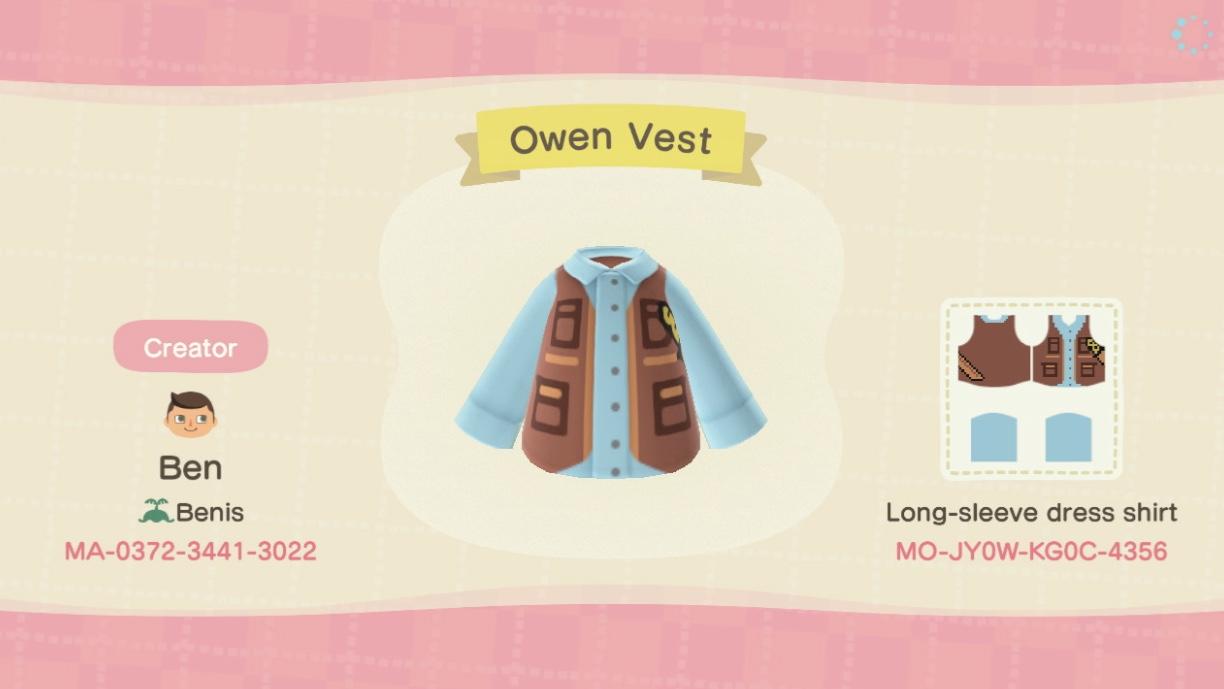 Owen Vest
Creator
Ben
Benis
MA-0372-3441-3022
Long-sleeve dress shirt
MO-JY0W-KG0C-4356